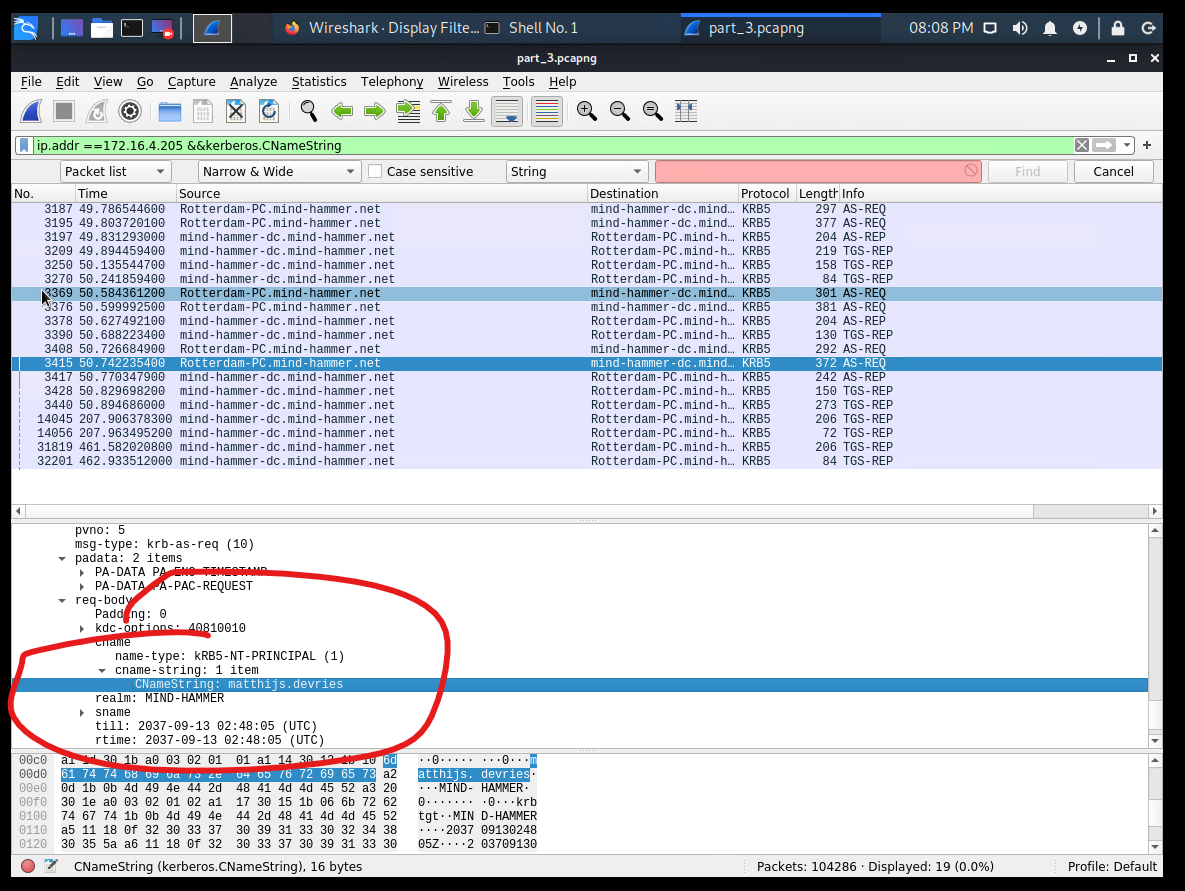 Wireshark · Display Filte...
Shell No. 1
part_3.pcapng
08:08 PM
part_3.pcapng
File Edit View Go Capture Analyze Statistics Telephony Wireless Tools Help
ip.addr ==172.16.4.205 &&kerberos.CNameString
Packet list Narrow & Wide Case sensitive String Find Cancel
No. Time Source Destination Protocol Length Info
3187 49.786544600 Rotterdam-PC.mind-hammer.net mind-hammer-dc.mind… KRB5 297 AS-REQ
3195 49.803720100 Rotterdam-PC.mind-hammer.net mind-hammer-dc.mind… KRB5 377 AS-REQ
3197 49.831293000 mind-hammer-dc.mind-hammer.net Rotterdam-PC.mind-h… KRB5 204 AS-REP
3209 49.894459400 mind-hammer-dc.mind-hammer.net Rotterdam-PC.mind-h… KRB5 219 TGS-REP
3250 50.135544700 mind-hammer-dc.mind-hammer.net Rotterdam-PC.mind-h… KRB5 158 TGS-REP
3270 50.241859400 mind-hammer-dc.mind-hammer.net Rotterdam-PC.mind-h… KRB5 84 TGS-REP
3369 50.584361200 Rotterdam-PC.mind-hammer.net mind-hammer-dc.mind… KRB5 301 AS-REQ
3376 50.599992500 Rotterdam-PC.mind-hammer.net mind-hammer-dc.mind… KRB5 381 AS-REQ
3378 50.627492100 mind-hammer-dc.mind-hammer.net Rotterdam-PC.mind-h… KRB5 204 AS-REP
3390 50.688223400 mind-hammer-dc.mind-hammer.net Rotterdam-PC.mind-h… KRB5 130 TGS-REP
3408 50.726684900 Rotterdam-PC.mind-hammer.net mind-hammer-dc.mind… KRB5 292 AS-REQ
3415 50.742235400 Rotterdam-PC.mind-hammer.net mind-hammer-dc.mind… KRB5 372 AS-REQ
3417 50.770347900 mind-hammer-dc.mind-hammer.net Rotterdam-PC.mind-h… KRB5 242 AS-REP
3428 50.829698200 mind-hammer-dc.mind-hammer.net Rotterdam-PC.mind-h… KRB5 150 TGS-REP
3440 50.894686000 mind-hammer-dc.mind-hammer.net Rotterdam-PC.mind-h… KRB5 273 TGS-REP
14045 207.906378300 mind-hammer-dc.mind-hammer.net Rotterdam-PC.mind-h… KRB5 206 TGS-REP
14056 207.963495200 mind-hammer-dc.mind-hammer.net Rotterdam-PC.mind-h… KRB5 72 TGS-REP
31819 461.582020800 mind-hammer-dc.mind-hammer.net Rotterdam-PC.mind-h… KRB5 206 TGS-REP
32201 462.933512000 mind-hammer-dc.mind-hammer.net Rotterdam-PC.mind-h… KRB5 84 TGS-REP
pvno: 5
msg-type: krb-as-req (10)
padata: 2 items
PA-DATA PA-ENC-TIMESTAMP
PA-DATA PA-PAC-REQUEST
req-body
Padding: 0
kdc-options: 40810010
cname
name-type: kRB5-NT-PRINCIPAL (1)
cname-string: 1 item
CNameString: matthijs.devries
realm: MIND-HAMMER
sname
till: 2037-09-13 02:48:05 (UTC)
rtime: 2037-09-13 02:48:05 (UTC)
00c0 a1 1d 30 1b a0 03 02 01 01 a1 14 30 12 1b 10 6d ··0····· ···0···m
00d0 61 74 74 68 69 6a 73 2e 64 65 76 72 69 65 73 a2 atthijs. devries·
00e0 0d 1b 0b 4d 49 4e 44 2d 48 41 4d 4d 45 52 a3 20 ···MIND- HAMMER·
00f0 30 1e a0 03 02 01 02 a1 17 30 15 1b 06 6b 72 62 0······· ·0···krb
0100 74 67 74 1b 0b 4d 49 4e 44 2d 48 41 4d 4d 45 52 tgt··MIN D-HAMMER
0110 a5 11 18 0f 32 30 33 37 30 39 31 33 30 32 34 38 ····2037 09130248
0120 30 35 5a a6 11 18 0f 32 30 33 37 30 39 31 33 30 05Z····2 03709130
CNameString (kerberos.CNameString), 16 bytes
Packets: 104286 · Displayed: 19 (0.0%)
Profile: Default